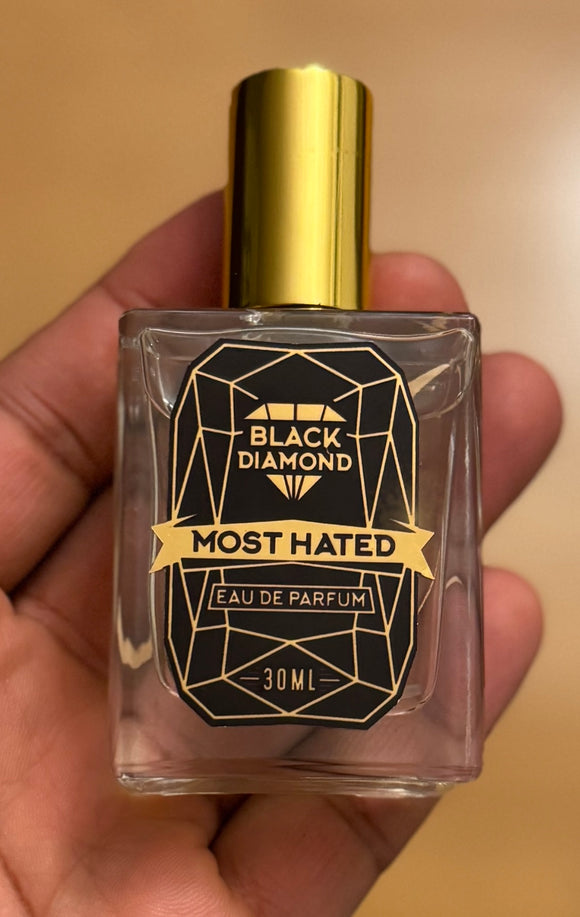 BLACK
DIAMOND
MOST HATED
EAU DE PARFUM
30ML